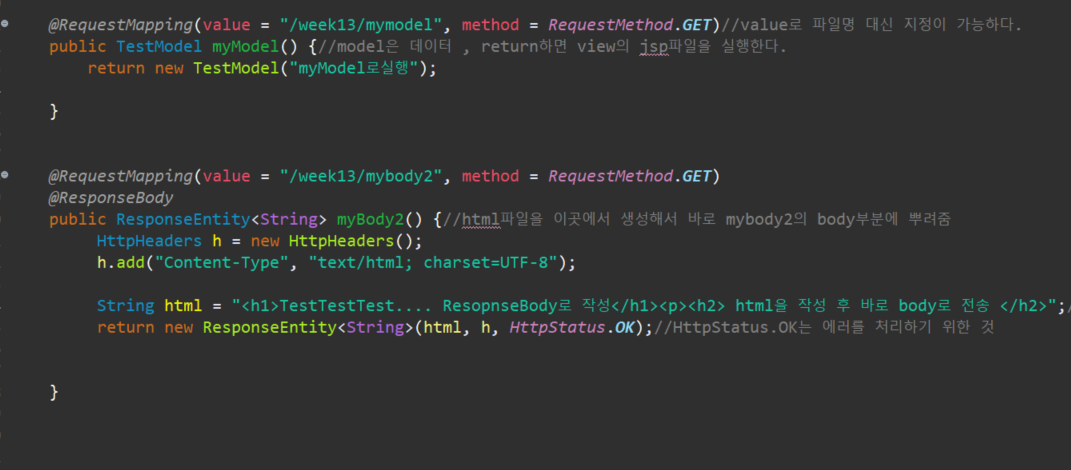 @RequestMapping(value = "/week13/mymodel", method = RequestMethod.GET)//value로 파일명 대신 지정이 가능하다.
public TestModel myModel() {//model은 데이터 , return하면 view의 jsp파일을 실행한다.
return new TestModel("myModel로실행");
}
@RequestMapping(value = "/week13/mybody2", method = RequestMethod.GET)
@ResponseBody
public ResponseEntity<String> myBody2() {//html파일을 이곳에서 생성해서 바로 mybody2의 body부분에 뿌려줌
HttpHeaders h = new HttpHeaders();
h.add("Content-Type", "text/html; charset=UTF-8");
String html = "<h1>TestTestTest.... ResopnseBody로 작성</h1><p><h2> html을 작성 후 바로 body로 전송 </h2>";/
return new ResponseEntity<String>(html, h, HttpStatus.OK);//HttpStatus.OK는 에러를 처리하기 위한 것
}